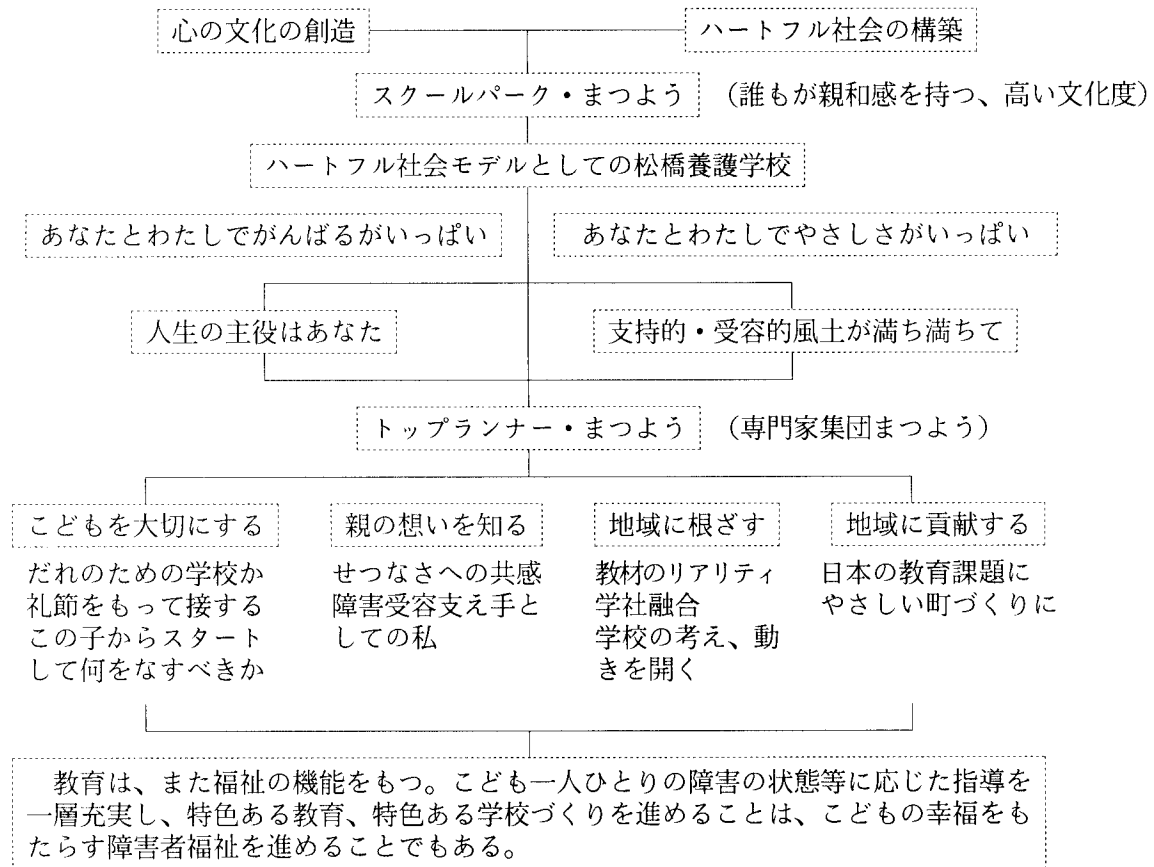 心の文化の創造
ハートフル社会の構築
スクールパーク・まつよう （誰もが親和感を持つ、高い文化度）
ハートフル社会モデルとしての松橋養護学校
あなたとわたしでがんばるがいっぱい
あなたとわたしでやさしさがいっぱい
人生の主役はあなた
支持的・受容的風土が満ち満ちて
トップランナー・まつよう （専門家集団まつよう）
こどもを大切にする
だれのための学校か
礼節をもって接する
この子からスタート
して何をなすべきか
親の想いを知る
せつなさへの共感
障害受容支え手と
しての私
地域に根ざす
教材のリアリティ
学社融合
学校の考え、動
きを開く
地域に貢献する
日本の教育課題に
やさしい町づくりに
教育は、また福祉の機能をもつ。こども一人ひとりの障害の状態等に応じた指導を
一層充実し、特色ある教育、特色ある学校づくりを進めることは、こどもの幸福をも
たらす障害者福祉を進めることでもある。